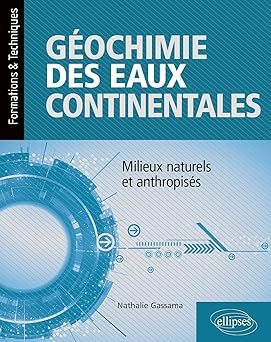 Formations & Techniques
GÉOCHIMIE
DES EAUX
CONTINENTALES
Milieux naturels
et anthropisés
Nathalie Gassama
ellipses